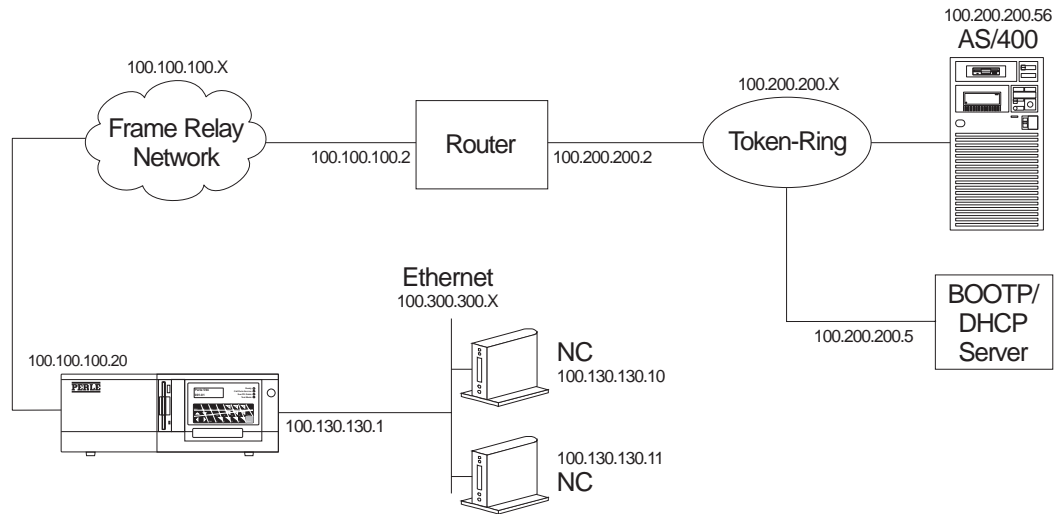 100.200.200.56
AS/400
100.100.100.X
100.200.200.X
Frame Relay
Network
Router
Token-Ring
100.100.100.2
100.200.200.2
Ethernet
100.300.300.X
BOOTP/
DHCP
Server
100.200.200.5
NC
100.130.130.10
100.100.100.20
PERLE
100.130.130.1
100.130.130.11
NC